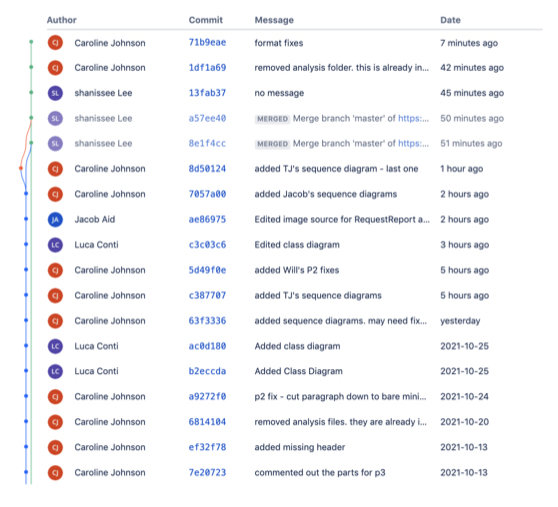 Author Commit Message Date
CJ Caroline Johnson 71b9eae format fixes 7 minutes ago
CJ Caroline Johnson 1df1a69 removed analysis folder. this is already in... 42 minutes ago
SL shanissee Lee 13fab37 no message 45 minutes ago
SL shanissee Lee a57ee40 MERGED Merge branch 'master' of https:... 50 minutes ago
SL shanissee Lee 8e1f4cc MERGED Merge branch 'master' of https:... 51 minutes ago
CJ Caroline Johnson 8d50124 added TJ's sequence diagram - last one 1 hour ago
CJ Caroline Johnson 7057a00 added Jacob's sequence diagrams 2 hours ago
JA Jacob Aid ae86975 Edited image source for RequestReport a... 2 hours ago
LC Luca Conti c3c03c6 Edited class diagram 3 hours ago
CJ Caroline Johnson 5d49f0e added Will's P2 fixes 5 hours ago
CJ Caroline Johnson c387707 added TJ's sequence diagrams 5 hours ago
CJ Caroline Johnson 63f3336 added sequence diagrams. may need fix... yesterday
LC Luca Conti ac0d180 Added class diagram 2021-10-25
LC Luca Conti b2eccda Added Class Diagram 2021-10-25
CJ Caroline Johnson a9272f0 p2 fix - cut paragraph down to bare mini... 2021-10-24
CJ Caroline Johnson 6814104 removed analysis files. they are already i... 2021-10-20
CJ Caroline Johnson ef32f78 added missing header 2021-10-13
CJ Caroline Johnson 7e20723 commented out the parts for p3 2021-10-13